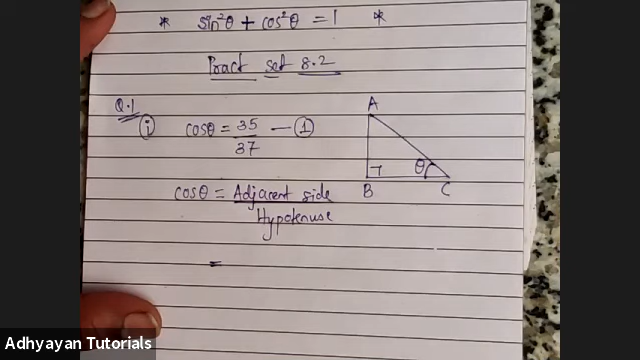 * sin²θ + cos²θ = 1 *
Pract set 8.2
Q.1
(i) cosθ = 35/37 — (1)
A
θ
B C
cosθ = Adjacent side
Hypotenuse
=
Adhyayan Tutorials